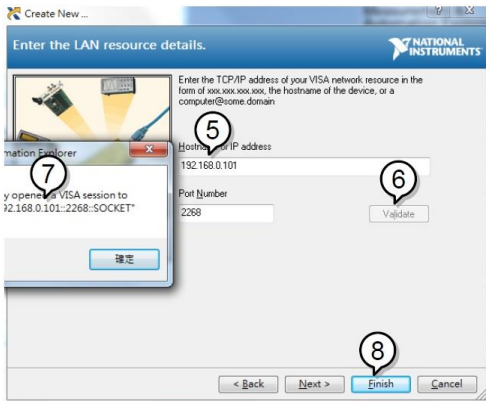 Create New ...
Enter the LAN resource details.
NATIONAL
INSTRUMENTS
Enter the TCP/IP address of your VISA network resource in the
form of xxx.xxx.xxx.xxx, the hostname of the device, or a
computer@some.domain
5
mation Explorer
IP address
192.168.0.101
7
6
y opene VISA session to
92.168.0.101::2268::SOCKET"
Port Number
2268
Validate
確定
8
< Back
Next >
Finish
Cancel